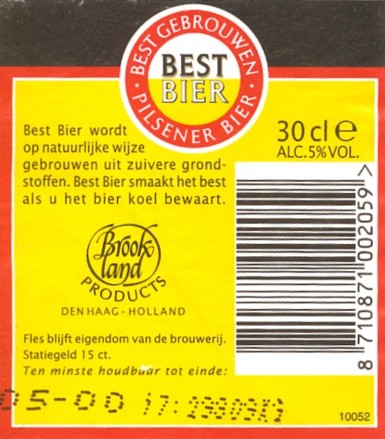 BEST GEBROUWEN
BEST
BIER
PILSENER BIER
Best Bier wordt
op natuurlijke wijze
gebrouwen uit zuivere grond-
stoffen. Best Bier smaakt het best
als u het bier koel bewaart.
30 cl e
ALC. 5% VOL.
Brook
land
PRODUCTS
DEN HAAG - HOLLAND
8 710871 002059 >
Fles blijft eigendom van de brouwerij.
Statiegeld 15 ct.
Ten minste houdbaar tot einde:
05-00 17:
10052